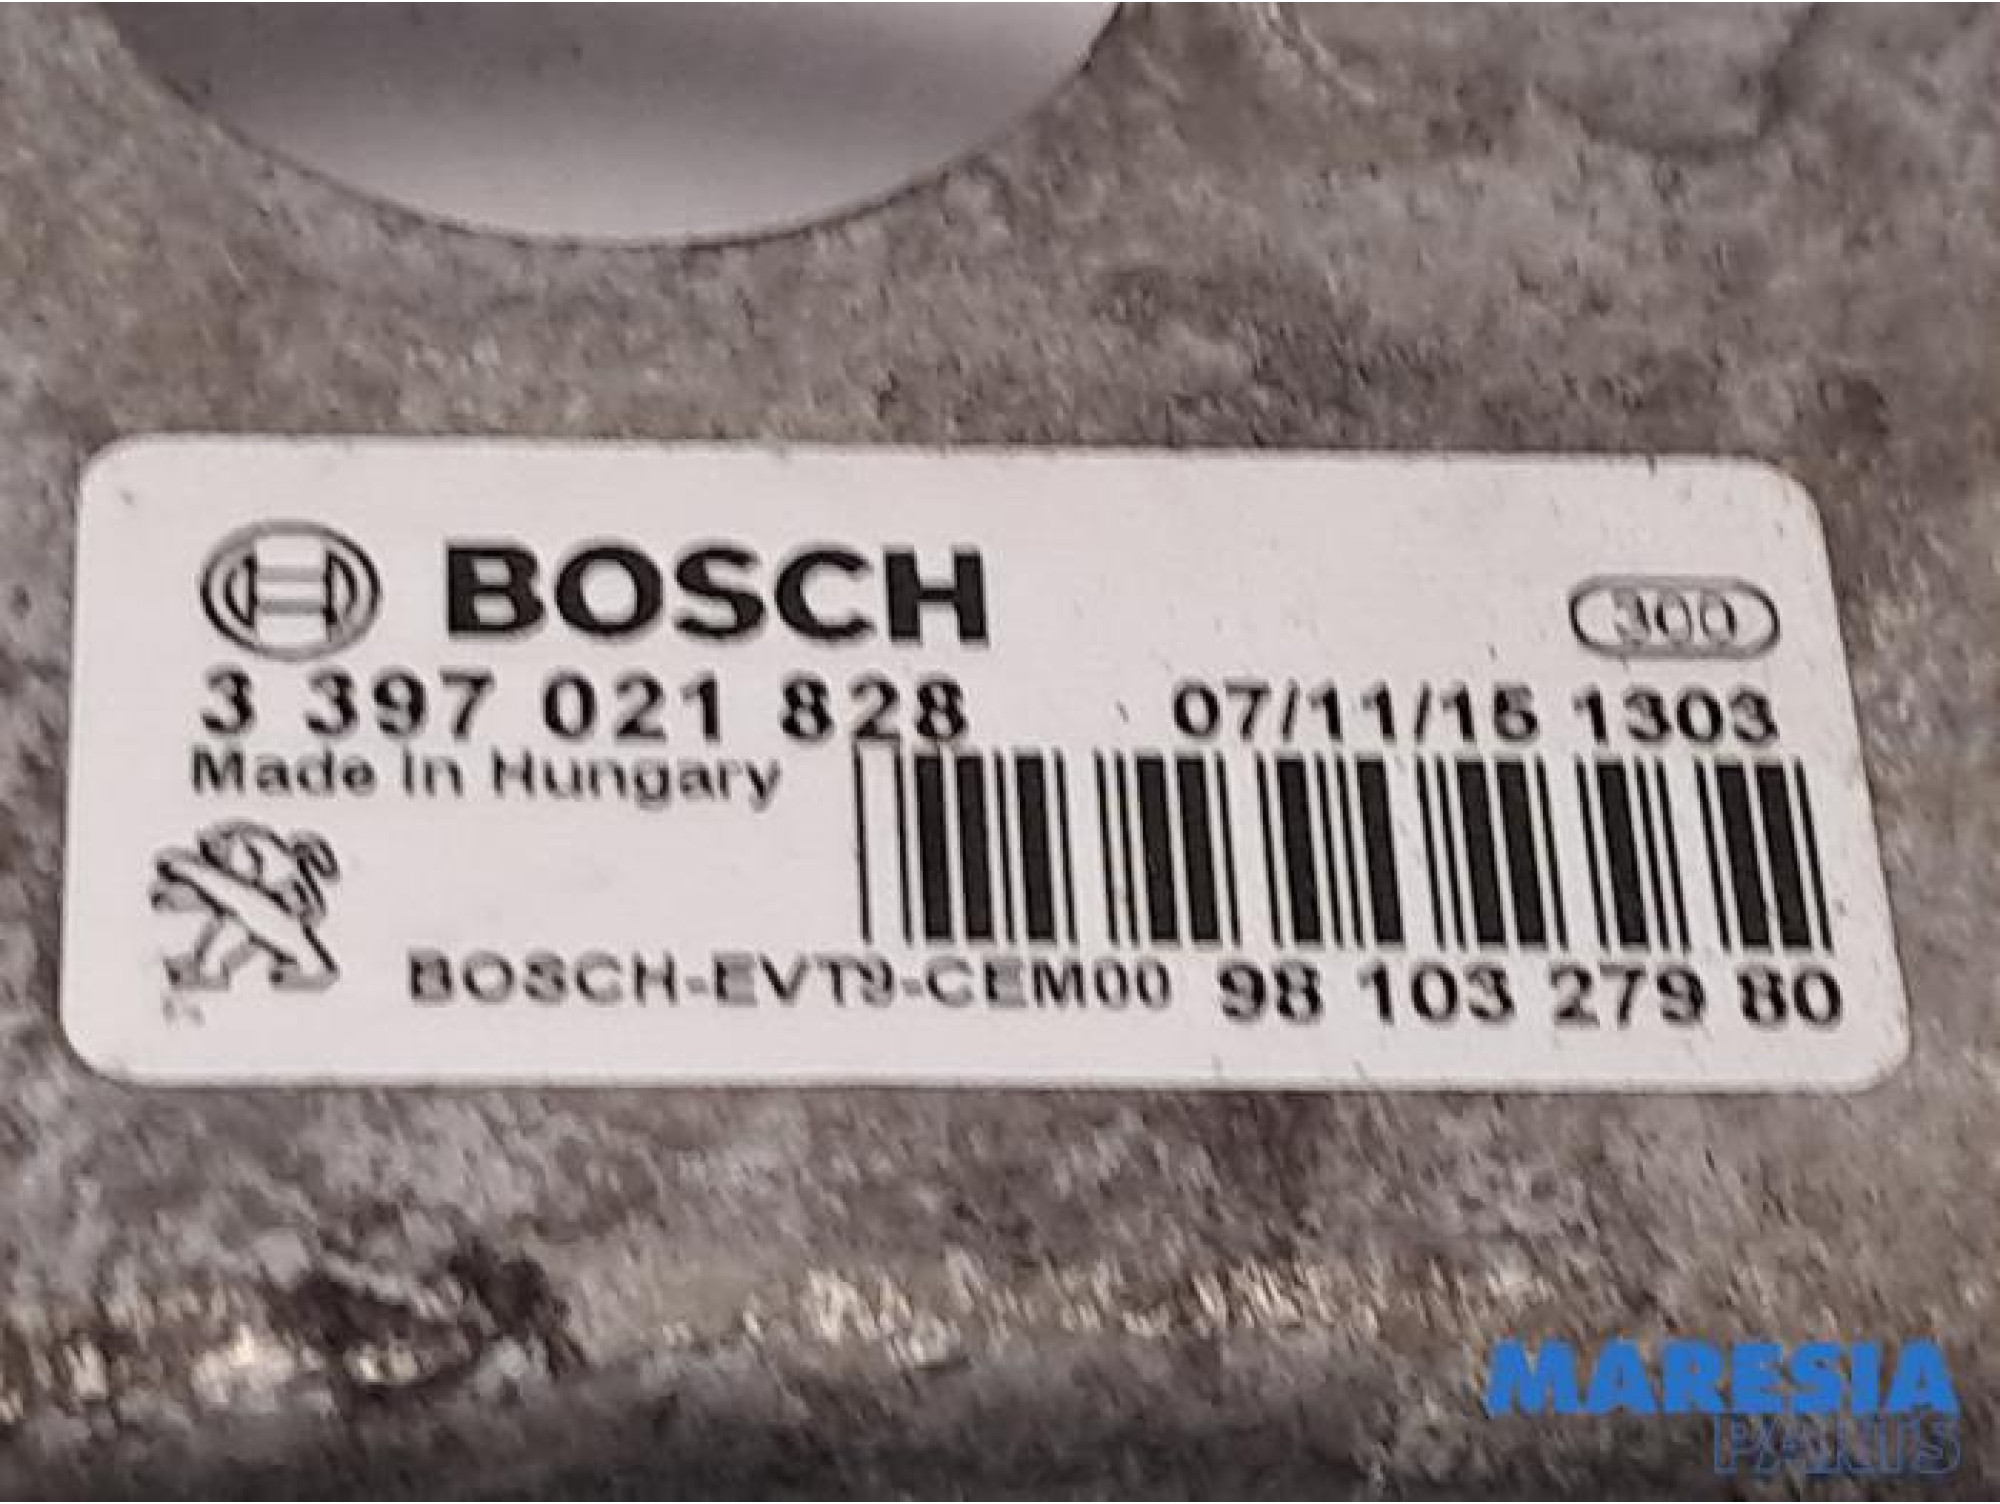 BOSCH
300
3 397 021 828 07/11/15 1303
Made in Hungary
BOSCH-EVT9-CEM00 98 103 279 80
MARESIA
PARTS